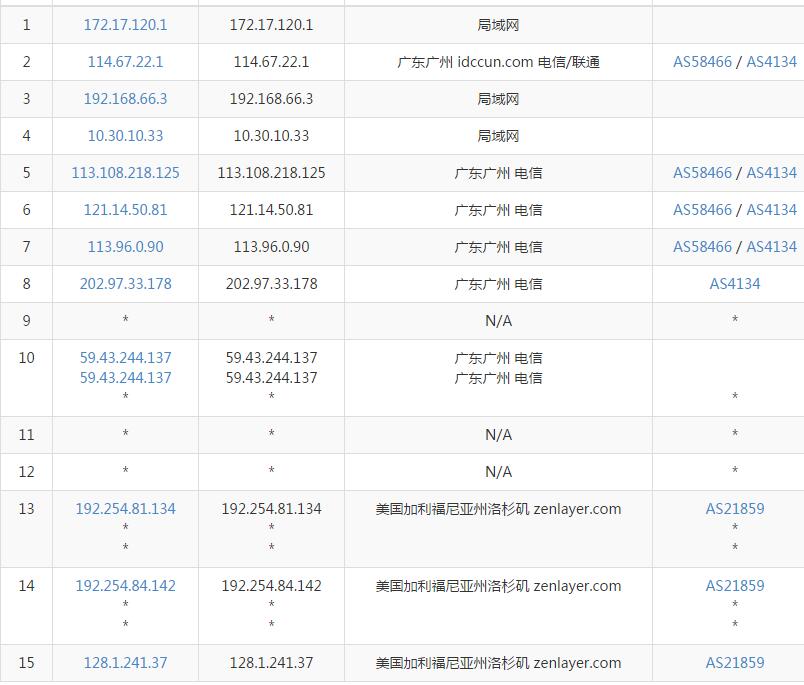 1 172.17.120.1 172.17.120.1 局域网
2 114.67.22.1 114.67.22.1 广东广州 idccun.com 电信/联通 AS58466 / AS4134
3 192.168.66.3 192.168.66.3 局域网
4 10.30.10.33 10.30.10.33 局域网
5 113.108.218.125 113.108.218.125 广东广州 电信 AS58466 / AS4134
6 121.14.50.81 121.14.50.81 广东广州 电信 AS58466 / AS4134
7 113.96.0.90 113.96.0.90 广东广州 电信 AS58466 / AS4134
8 202.97.33.178 202.97.33.178 广东广州 电信 AS4134
9 * * N/A *
10 59.43.244.137 59.43.244.137 广东广州 电信
59.43.244.137 59.43.244.137 广东广州 电信
* * *
11 * * N/A *
12 * * N/A *
13 192.254.81.134 192.254.81.134 美国加利福尼亚州洛杉矶 zenlayer.com AS21859
* * *
* * *
14 192.254.84.142 192.254.84.142 美国加利福尼亚州洛杉矶 zenlayer.com AS21859
* * *
* * *
15 128.1.241.37 128.1.241.37 美国加利福尼亚州洛杉矶 zenlayer.com AS21859